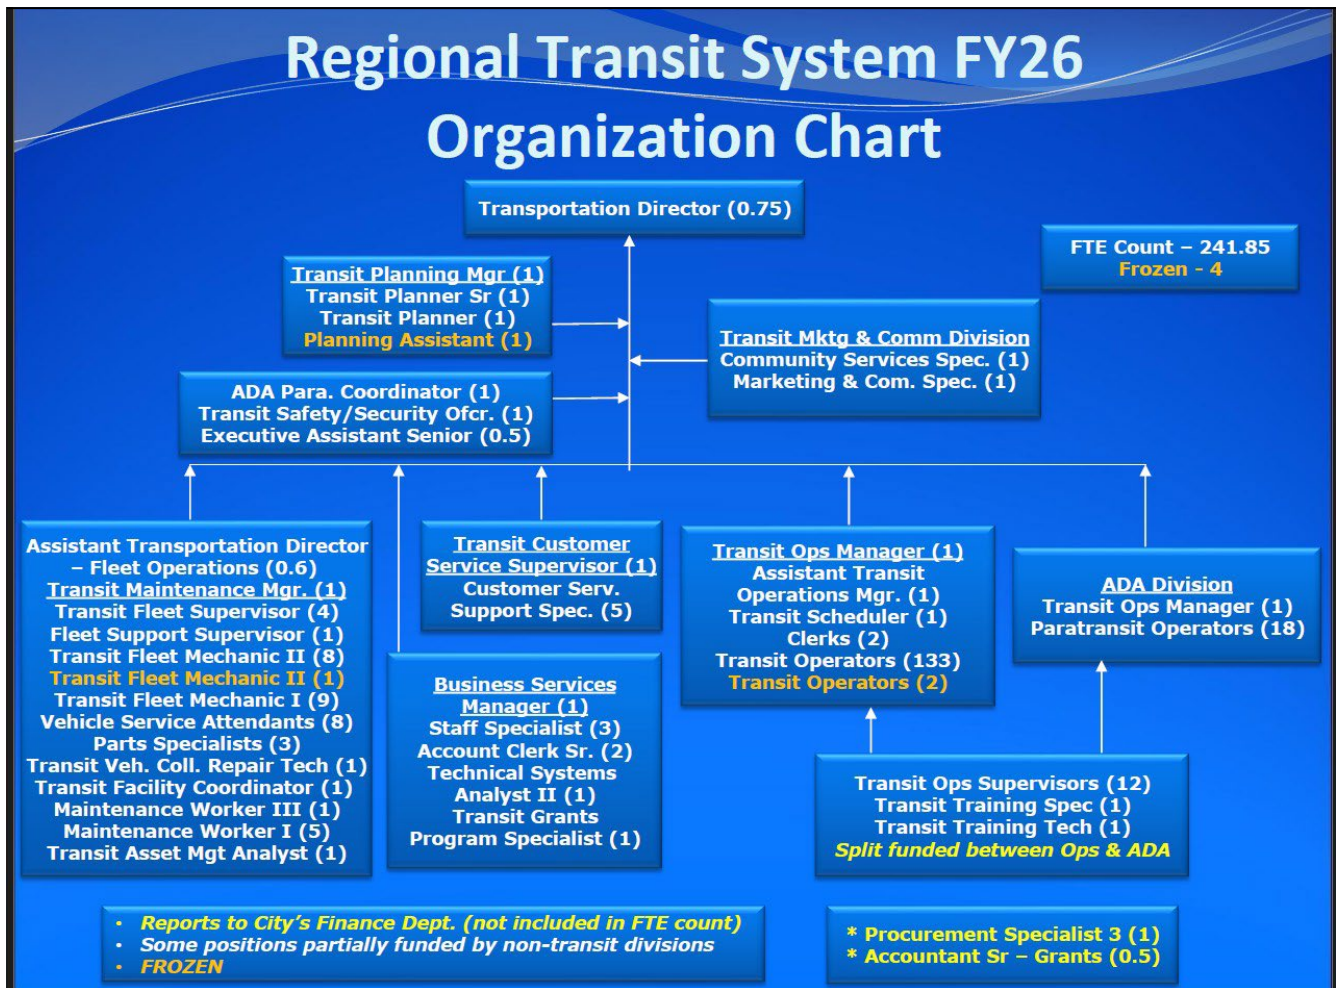 Regional Transit System FY26
Organization Chart
Transportation Director (0.75)
FTE Count – 241.85
Frozen - 4
Transit Planning Mgr (1)
Transit Planner Sr (1)
Transit Planner (1)
Planning Assistant (1)
Transit Mktg & Comm Division
Community Services Spec. (1)
Marketing & Com. Spec. (1)
ADA Para. Coordinator (1)
Transit Safety/Security Ofcr. (1)
Executive Assistant Senior (0.5)
Assistant Transportation Director
– Fleet Operations (0.6)
Transit Maintenance Mgr. (1)
Transit Fleet Supervisor (4)
Fleet Support Supervisor (1)
Transit Fleet Mechanic II (8)
Transit Fleet Mechanic II (1)
Transit Fleet Mechanic I (9)
Vehicle Service Attendants (8)
Parts Specialists (3)
Transit Veh. Coll. Repair Tech (1)
Transit Facility Coordinator (1)
Maintenance Worker III (1)
Maintenance Worker I (5)
Transit Asset Mgt Analyst (1)
Transit Customer
Service Supervisor (1)
Customer Serv.
Support Spec. (5)
Business Services
Manager (1)
Staff Specialist (3)
Account Clerk Sr. (2)
Technical Systems
Analyst II (1)
Transit Grants
Program Specialist (1)
Transit Ops Manager (1)
Assistant Transit
Operations Mgr. (1)
Transit Scheduler (1)
Clerks (2)
Transit Operators (133)
Transit Operators (2)
ADA Division
Transit Ops Manager (1)
Paratransit Operators (18)
Transit Ops Supervisors (12)
Transit Training Spec (1)
Transit Training Tech (1)
Split funded between Ops & ADA
• Reports to City's Finance Dept. (not included in FTE count)
• Some positions partially funded by non-transit divisions
• FROZEN
* Procurement Specialist 3 (1)
* Accountant Sr – Grants (0.5)